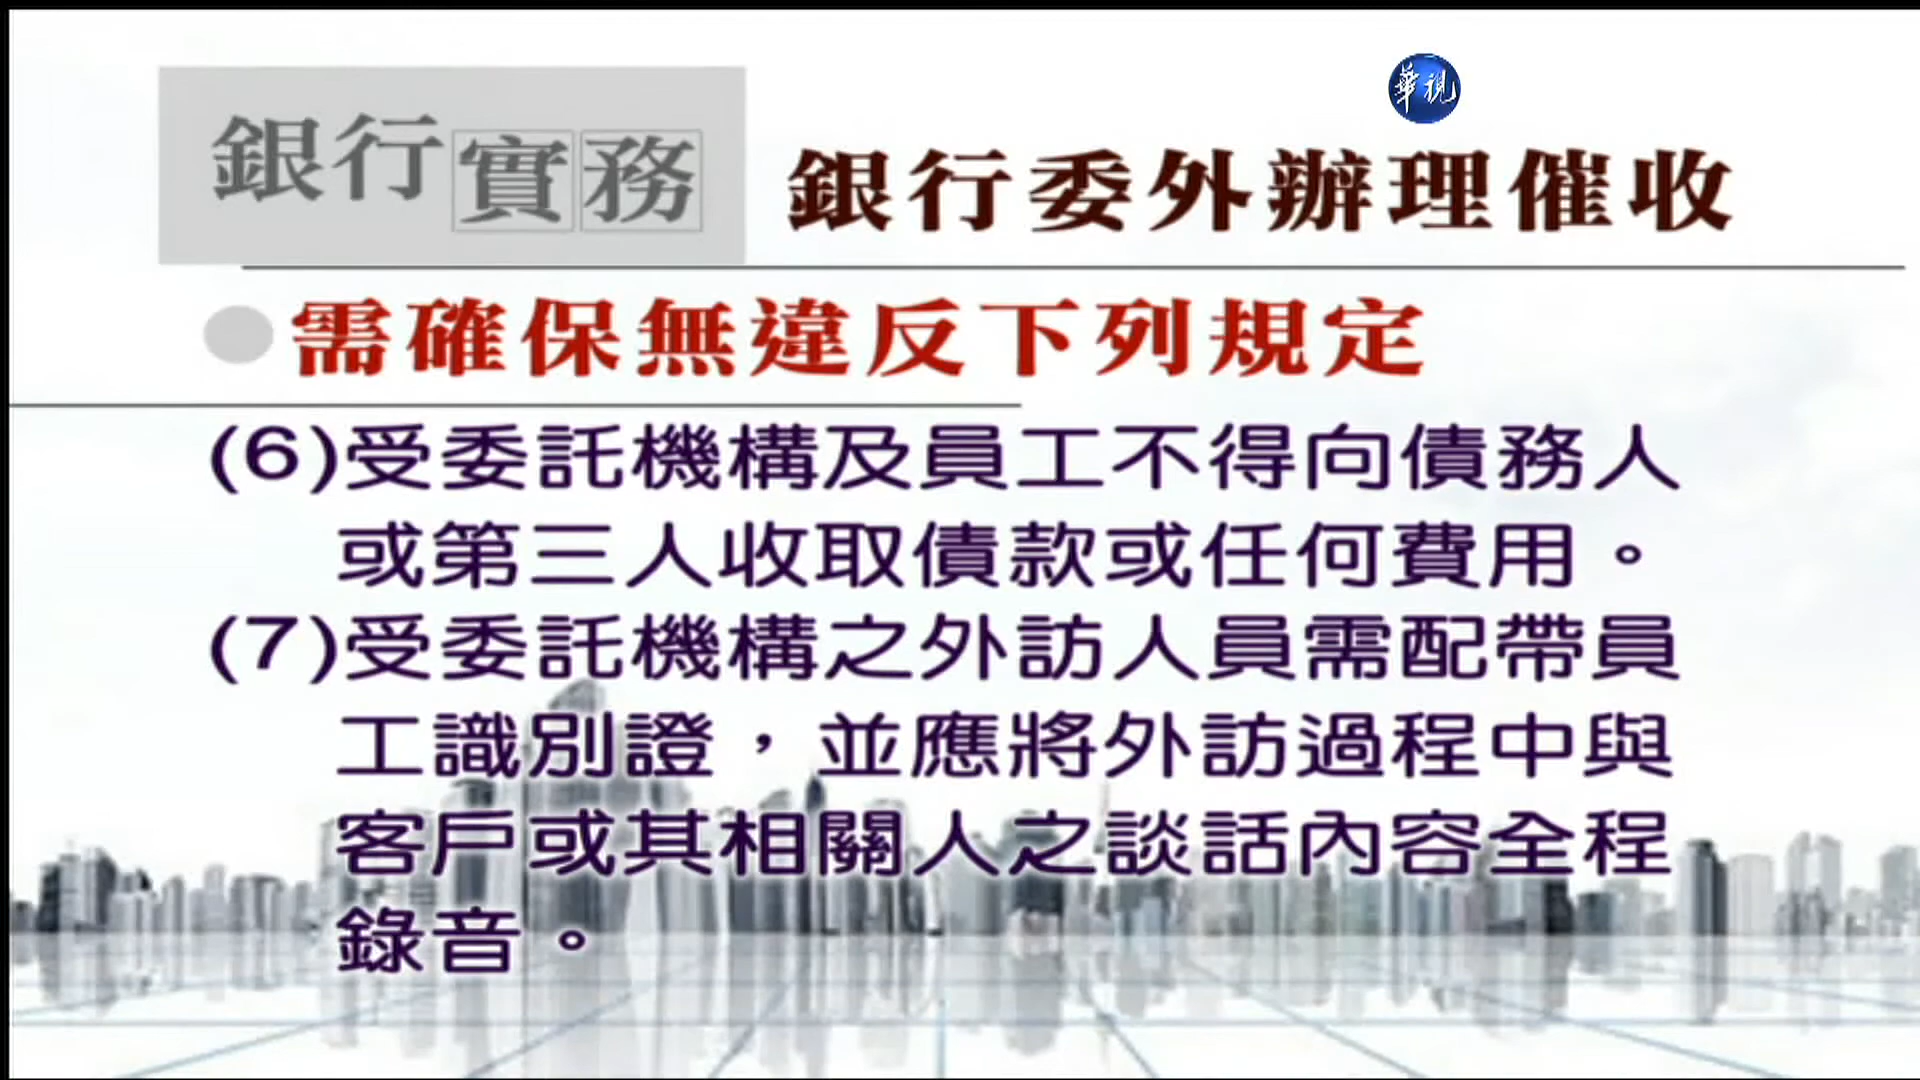 華視
銀行實務
銀行委外辦理催收
需確保無違反下列規定
(6)受委託機構及員工不得向債務人
或第三人收取債款或任何費用。
(7)受委託機構之外訪人員需配帶員
工識別證，並應將外訪過程中與
客戶或其相關人之談話內容全程
錄音。